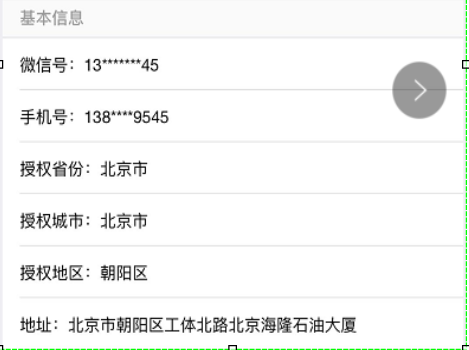 基本信息
微信号：13*******45
手机号：138****9545
授权省份：北京市
授权城市：北京市
授权地区：朝阳区
地址：北京市朝阳区工体北路北京海隆石油大厦